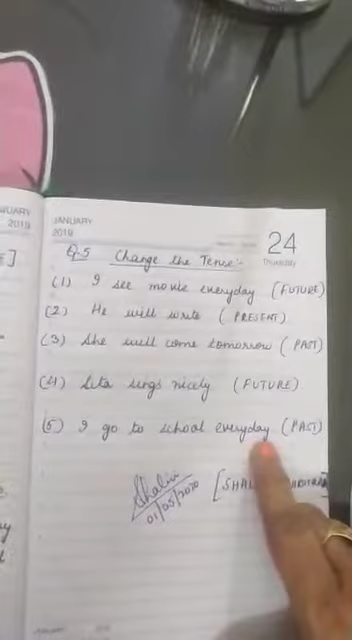 JANUARY
2019
JANUARY
2019
24
Thursday
Q.5 Change the Tense :-
(1) I see movie everyday (FUTURE)
(2) He will write (PRESENT)
(3) She will come tomorrow (PAST)
(4) Lita sings nicely (FUTURE)
(5) I go to school everyday (PAST)
Shalini
01/05/2020